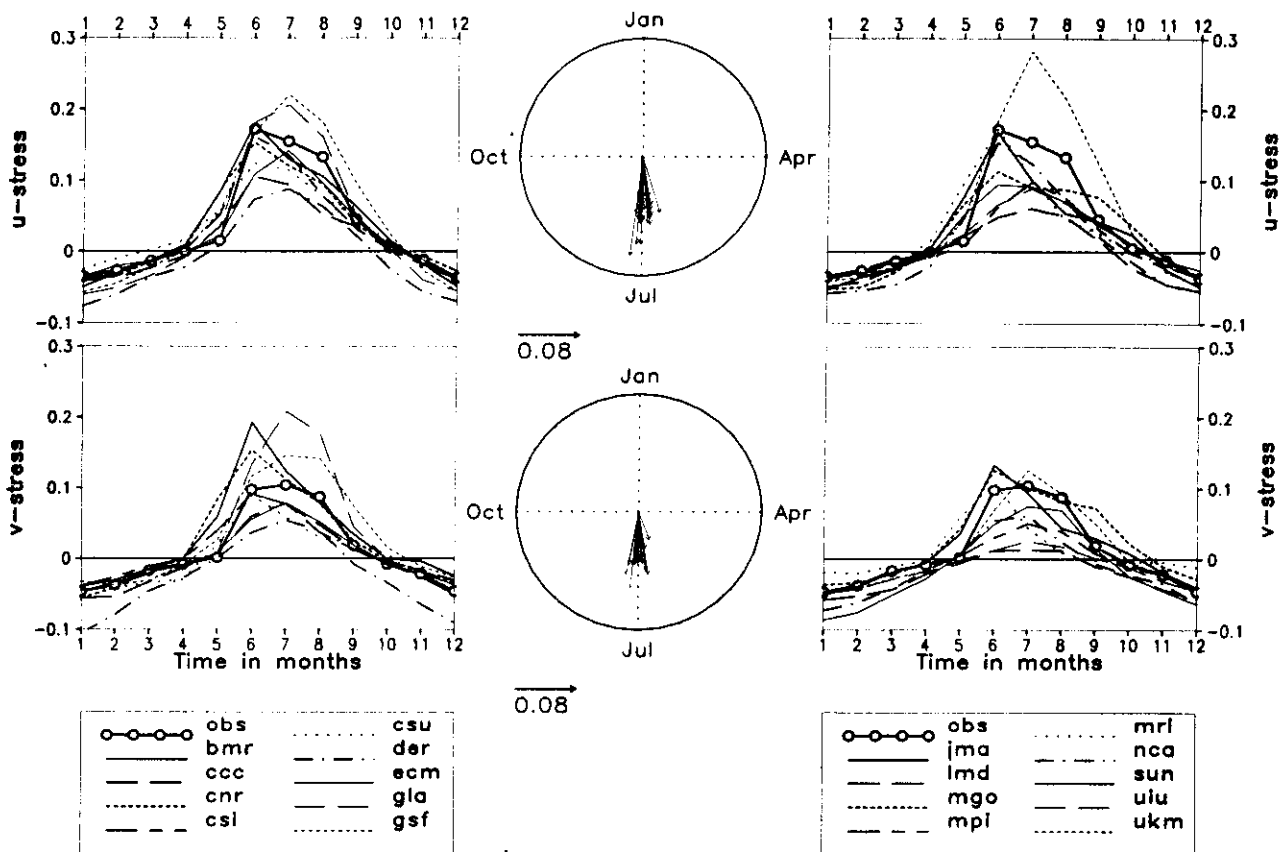 1 2 3 4 5 6 7 8 9 10 11 12
Jan
1 2 3 4 5 6 7 8 9 10 11 12
0.3
0.2
0.1
0
-0.1
u-stress
Oct
Apr
Jul
0.08
0.3
0.2
0.1
0
-0.1
u-stress
0.3
0.2
0.1
0
-0.1
v-stress
1 2 3 4 5 6 7 8 9 10 11 12
Time in months
Jan
Oct
Apr
Jul
0.08
0.3
0.2
0.1
0
-0.1
v-stress
1 2 3 4 5 6 7 8 9 10 11 12
Time in months
obs
bmr
ccc
cnr
csi
csu
der
ecm
gla
gsf
obs
jma
lmd
mgo
mpi
mri
nca
sun
uiu
ukm